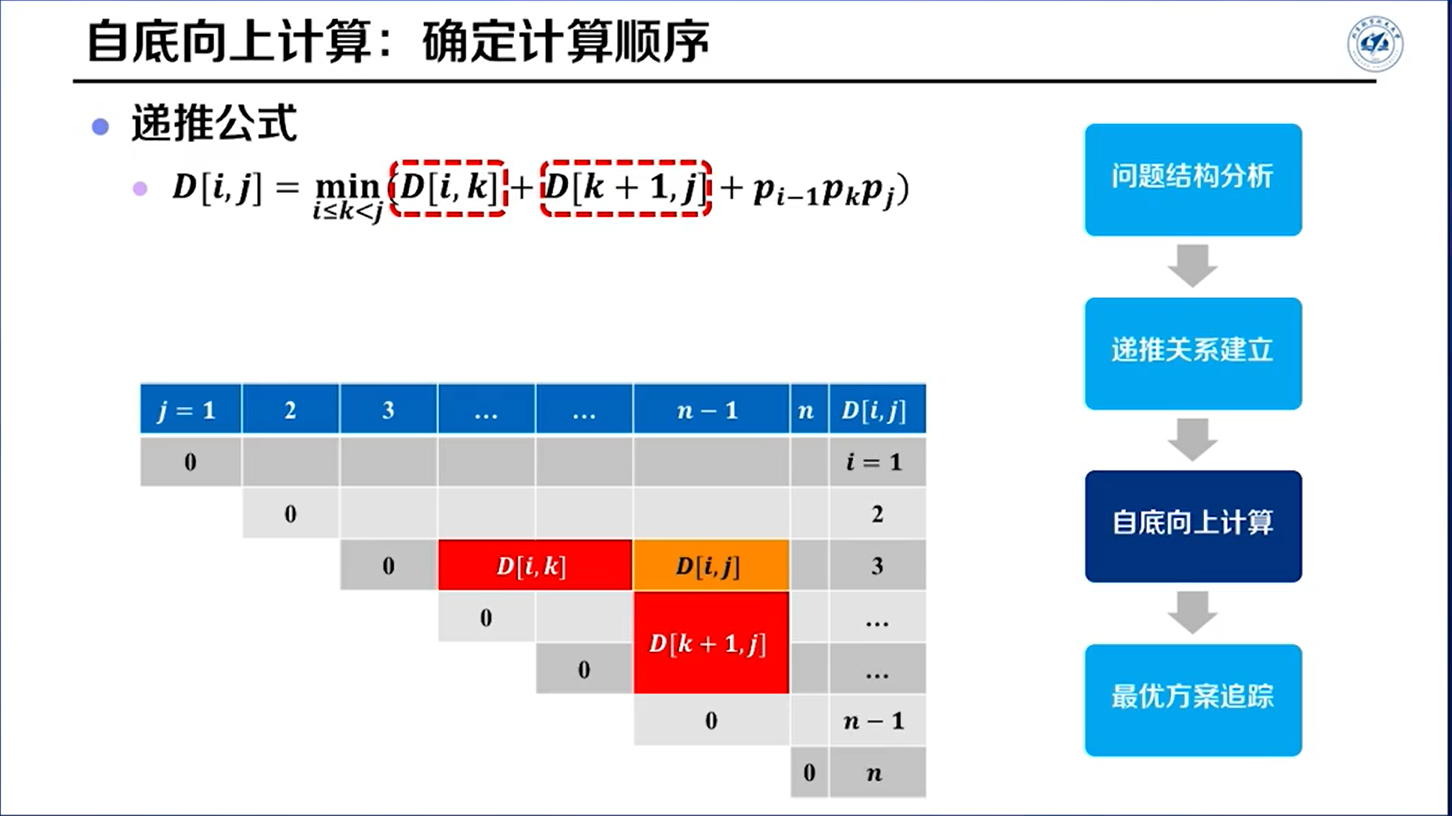 自底向上计算：确定计算顺序
递推公式
D[i, j] = min i≤k<j (D[i, k] + D[k + 1, j] + p_{i−1}p_kp_j)
j = 1 2 3 … … n − 1 n D[i, j]
0 i = 1
0 2
0 D[i, k] D[i, j] 3
0 …
D[k + 1, j]
0 …
0 n − 1
0 n
问题结构分析
递推关系建立
自底向上计算
最优方案追踪